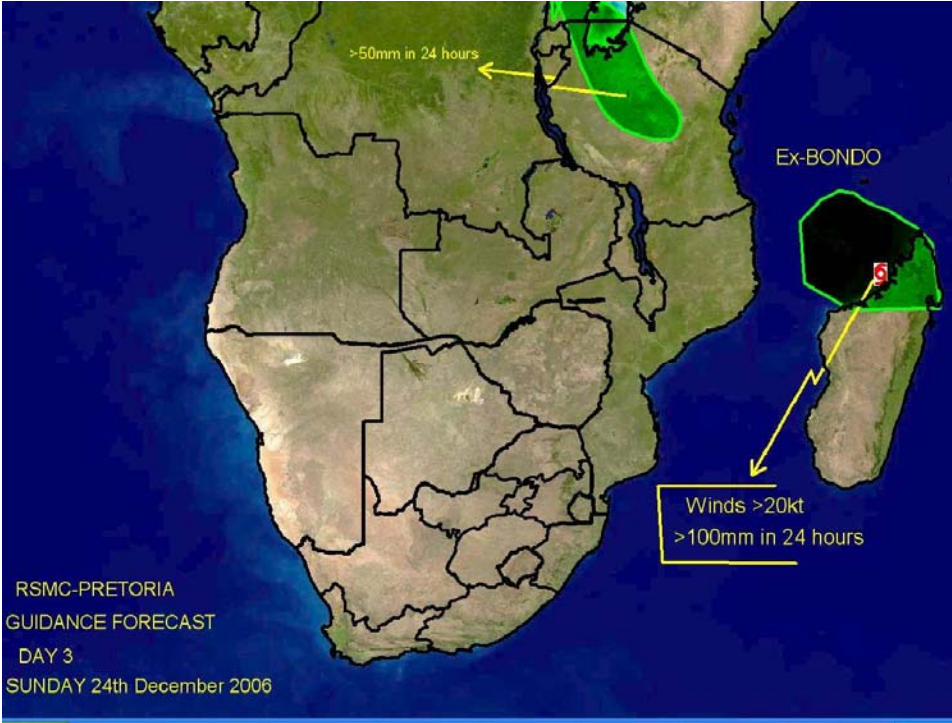 >50mm in 24 hours
Ex-BONDO
Winds >20kt
>100mm in 24 hours
RSMC-PRETORIA
GUIDANCE FORECAST
DAY 3
SUNDAY 24th December 2006